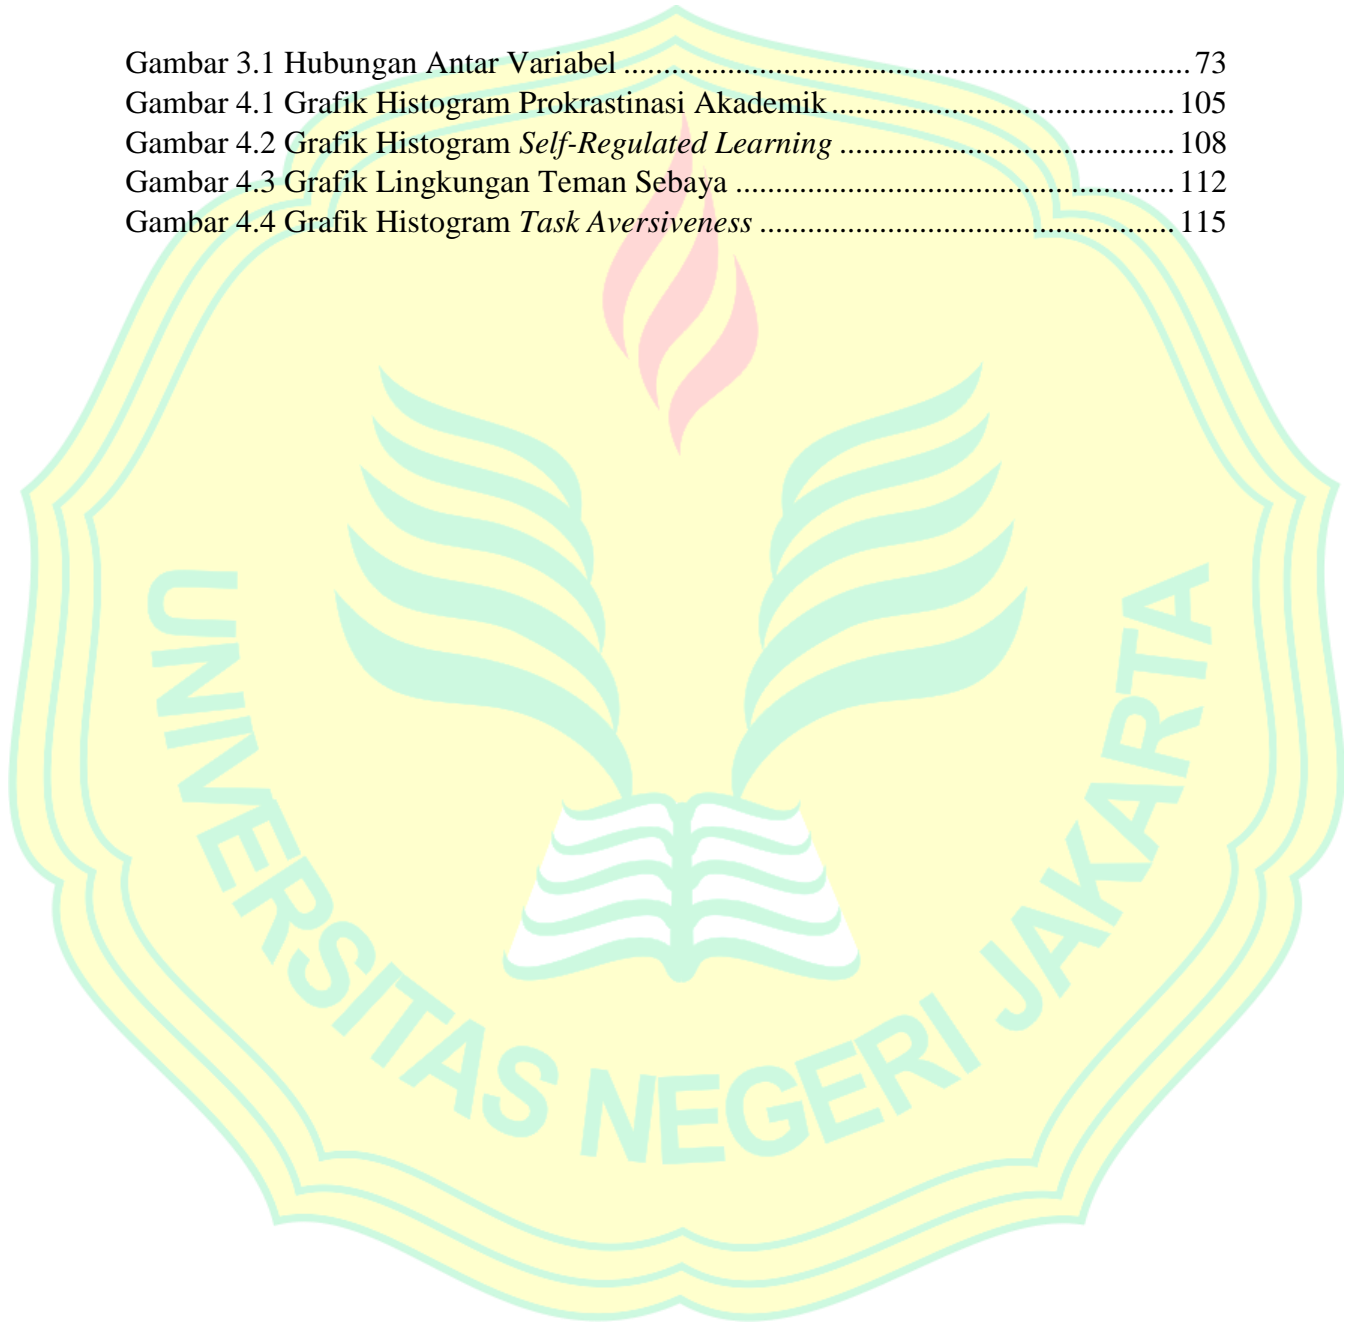 Gambar 3.1 Hubungan Antar Variabel ....................................................................... 73
Gambar 4.1 Grafik Histogram Prokrastinasi Akademik ........................................... 105
Gambar 4.2 Grafik Histogram Self-Regulated Learning .......................................... 108
Gambar 4.3 Grafik Lingkungan Teman Sebaya ....................................................... 112
Gambar 4.4 Grafik Histogram Task Aversiveness .................................................... 115
UNIVERSITAS NEGERI JAKARTA